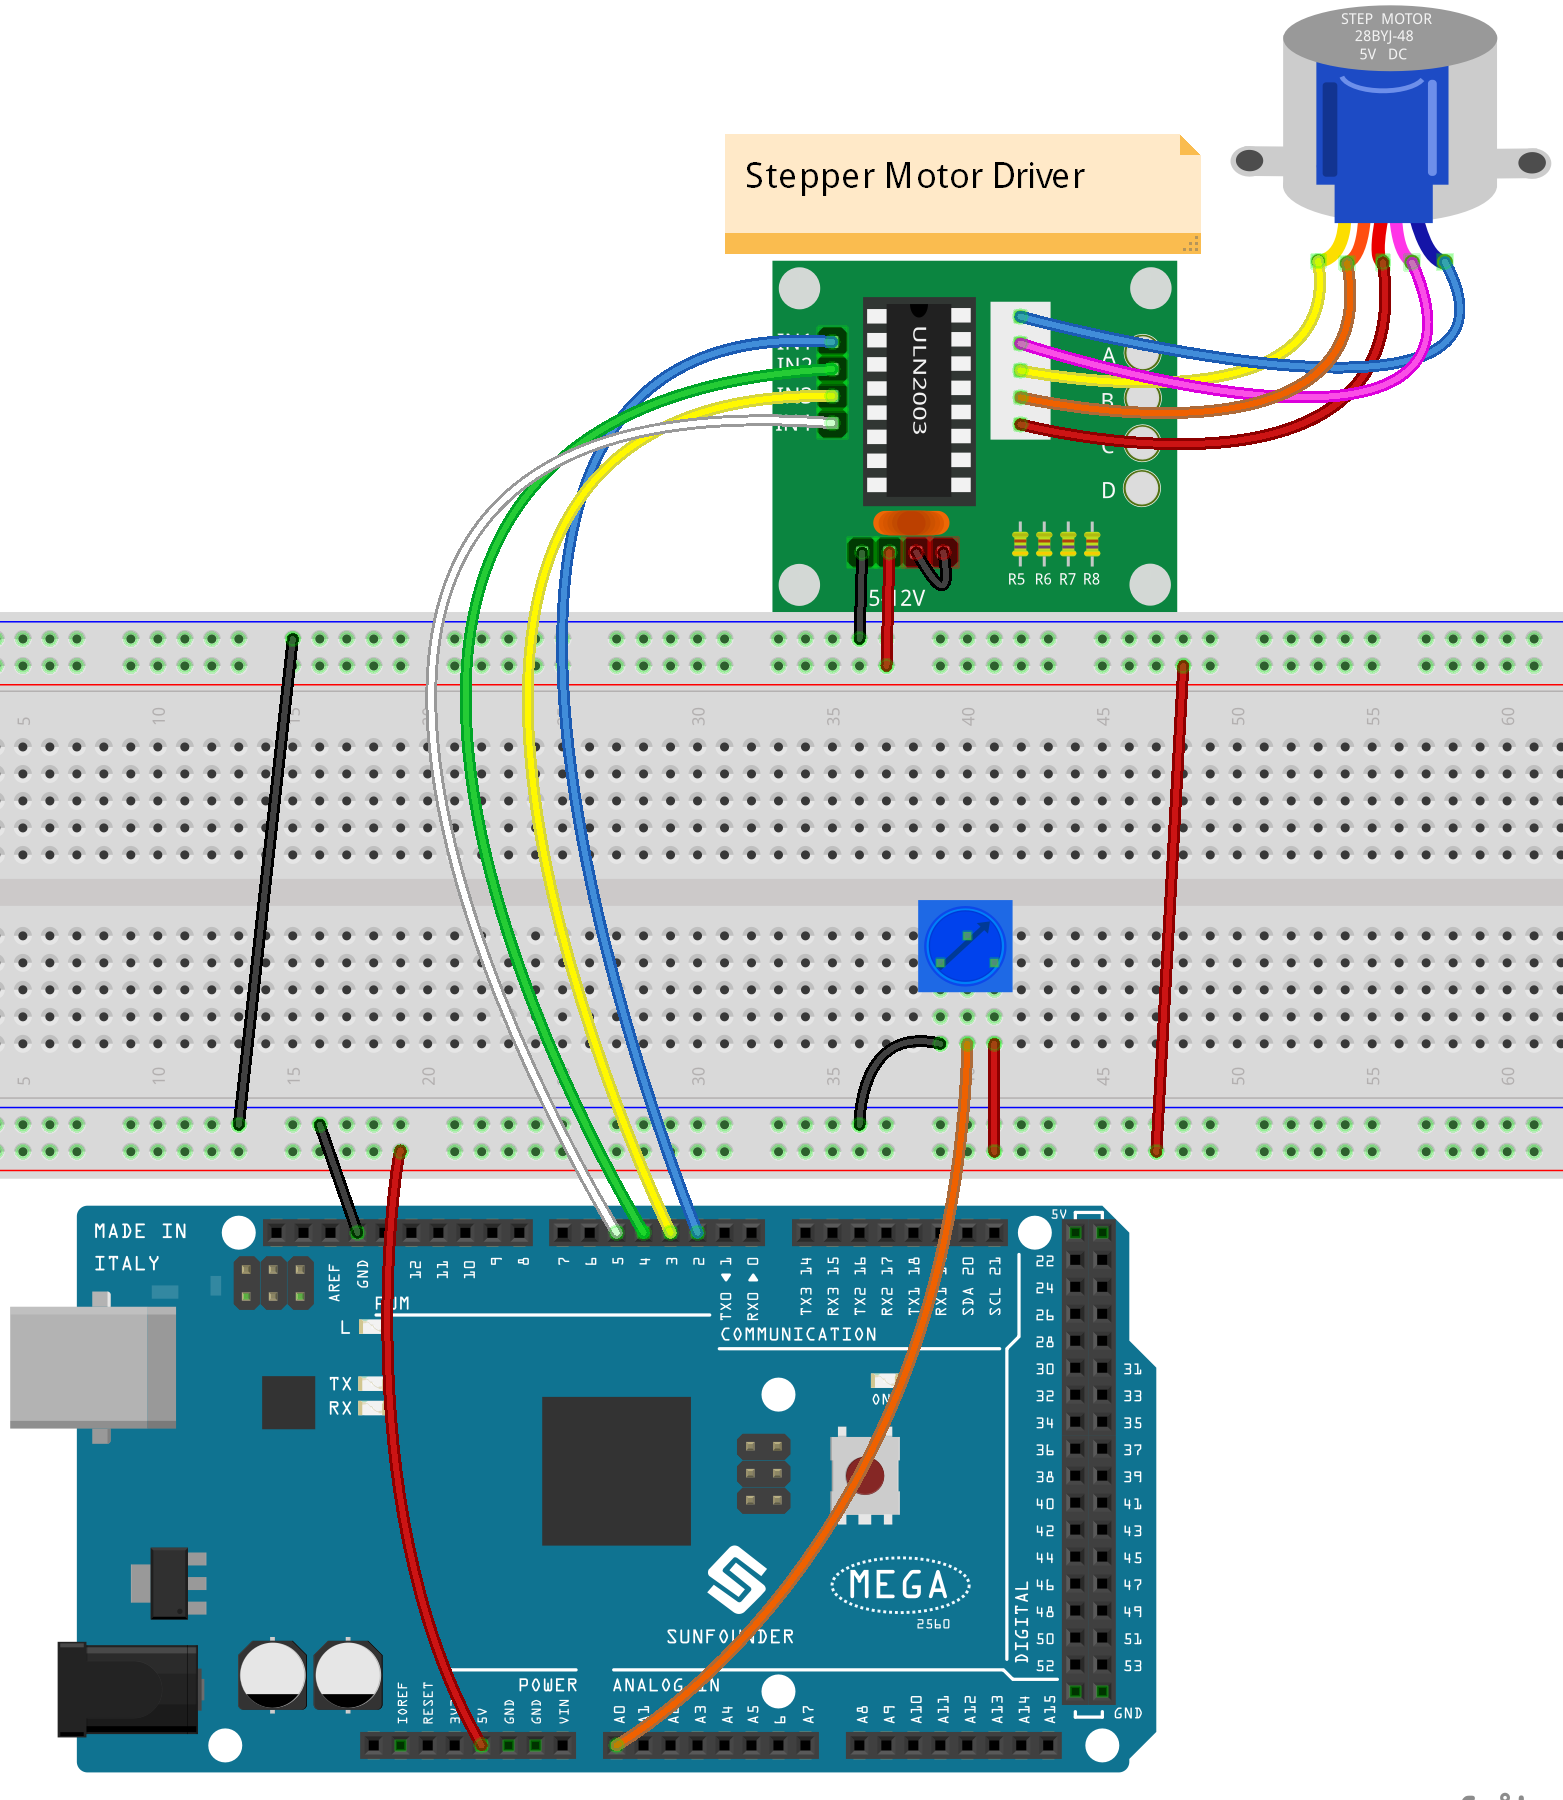 STEP MOTOR
28BYJ-48
5V DC
Stepper Motor Driver
IN1
IN2
IN3
IN4
ULN2003
A
B
C
D
R5 R6 R7 R8
5-12V
5 10 15 20 30 35 40 45 50 55 60
5 10 15 20 30 35 45 50 55 60
MADE IN
ITALY
AREF
GND
12
11
10
9
8
7
6
5
4
3
2
TX0 1
RX0 0
TX3 14
RX3 15
TX2 16
RX2 17
TX1 18
RX1
SDA 20
SCL 21
PWM
COMMUNICATION
L
TX
RX
ON
5V
22
24
26
28
30 31
32 33
34 35
36 37
38 39
40 41
42 43
44 45
46 47
48 49
50 51
52 53
GND
DIGITAL
MEGA
2560
SUNFOUNDER
POWER
ANALOG IN
IOREF
RESET
3V3
5V
GND
GND
VIN
A0
A1
A2
A3
A4
A5
6
A7
A8
A9
A10
A11
A12
A13
A14
A15